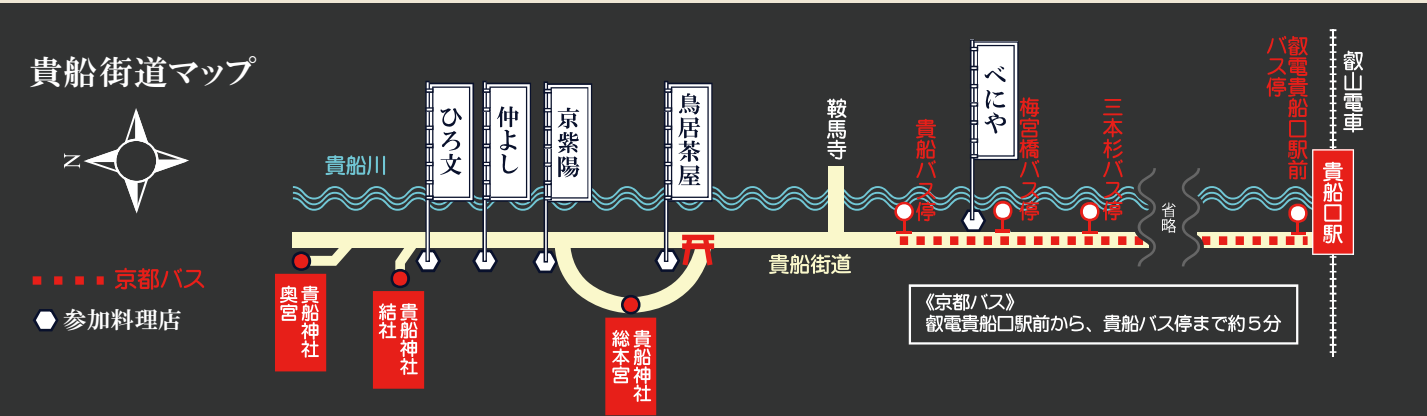 貴船街道マップ
N
京都バス
参加料理店
貴船川
ひろ文
仲よし
京紫陽
鳥居茶屋
べにや
鞍馬寺
貴船バス停
梅宮橋バス停
三本杉バス停
叡電貴船口駅前
バス停
叡山電車
貴船口駅
省略
貴船街道
貴船神社
奥宮
貴船神社
結社
貴船神社
総本宮
《京都バス》
叡電貴船口駅前から、貴船バス停まで約5分